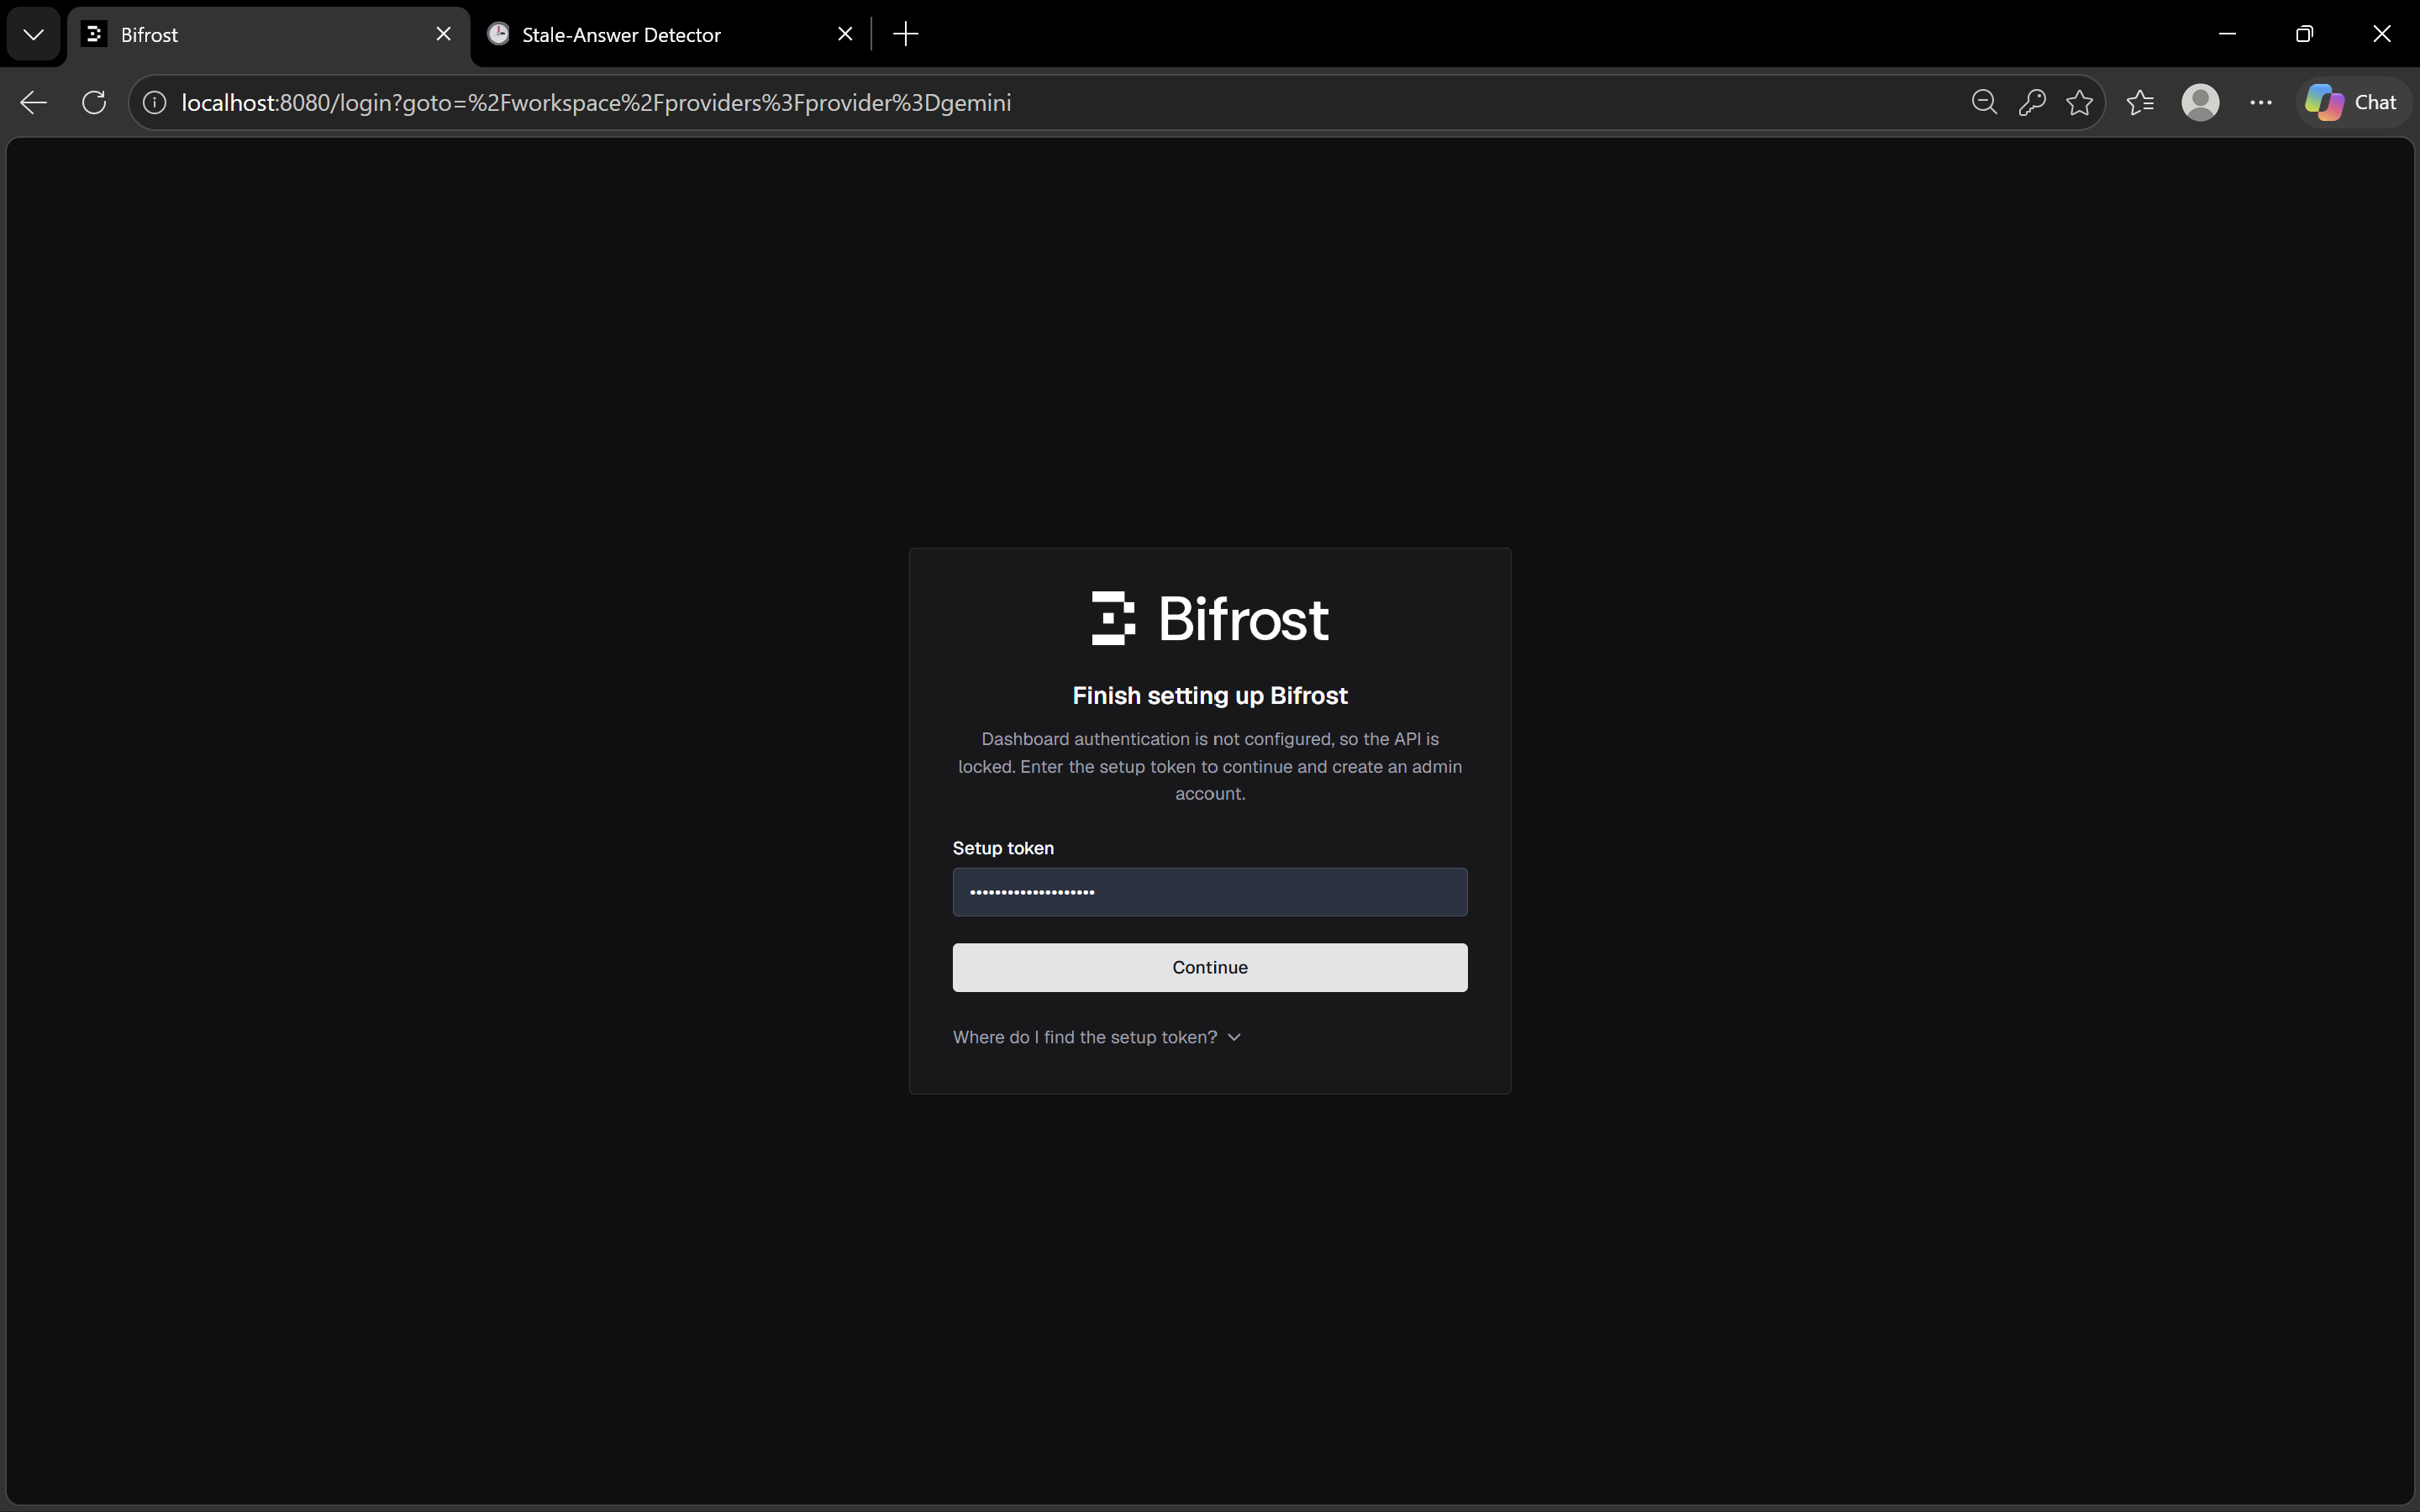 Bifrost
Stale-Answer Detector
localhost:8080/login?goto=%2Fworkspace%2Fproviders%3Fprovider%3Dgemini
Chat
Bifrost
Finish setting up Bifrost
Dashboard authentication is not configured, so the API is
locked. Enter the setup token to continue and create an admin
account.
Setup token
••••••••••••••••••••
Continue
Where do I find the setup token?